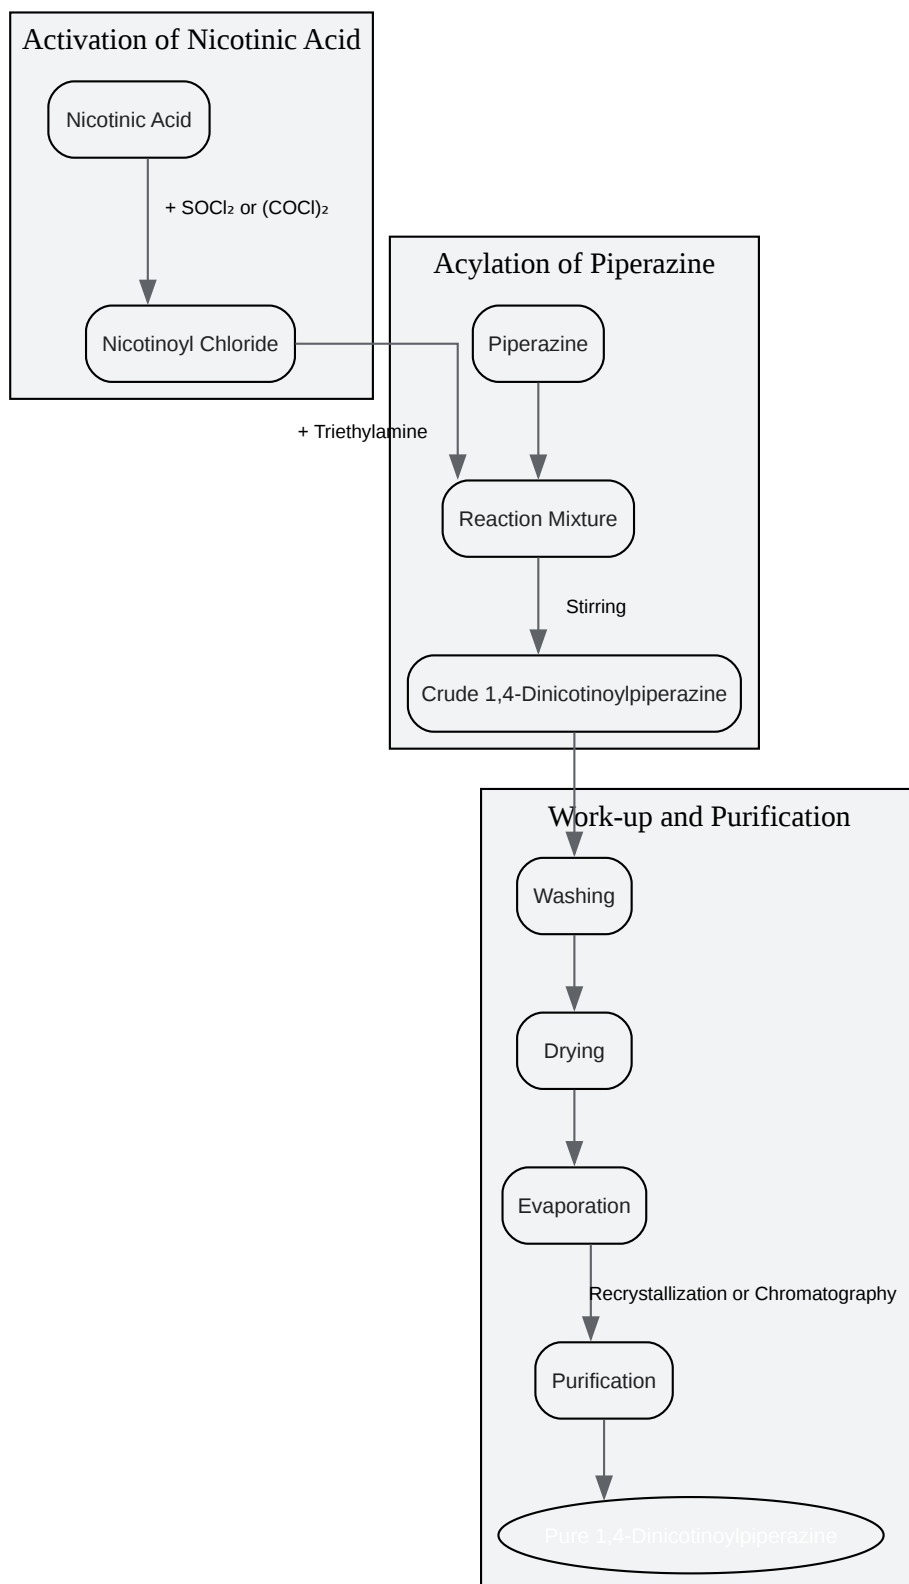 Activation of Nicotinic Acid
Nicotinic Acid
+ SOCl₂ or (COCl)₂
Nicotinoyl Chloride
Acylation of Piperazine
Piperazine
+ Triethylamine
Reaction Mixture
Stirring
Crude 1,4-Dinicotinoylpiperazine
Work-up and Purification
Washing
Drying
Evaporation
Recrystallization or Chromatography
Purification
Pure 1,4-Dinicotinoylpiperazine